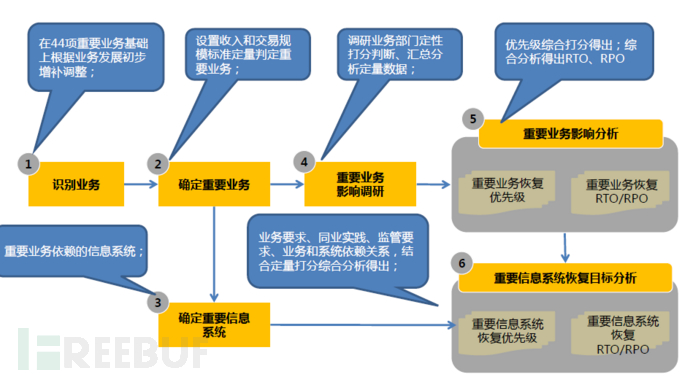 在44项重要业务基础
上根据业务发展初步
增补调整；
设置收入和交易规
模标准定量判定重
要业务；
调研业务部门定性
打分判断、汇总分
析定量数据；
优先级综合打分得出；综
合分析得出RTO、RPO
1
识别业务
2
确定重要业务
4
重要业务
影响调研
5
重要业务影响分析
重要业务恢复
优先级
重要业务恢复
RTO/RPO
重要业务依赖的信息系统；
业务要求、同业实践、监管要
求、业务和系统依赖关系，结
合定量打分综合分析得出；
3
确定重要信息
系统
6
重要信息系统恢复目标分析
重要信息系统
恢复优先级
重要信息系统
恢复
RTO/RPO
FREEBUF